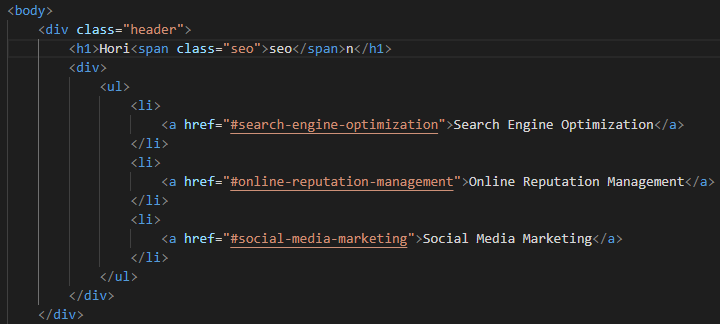 <body>
<div class="header">
<h1>Hori<span class="seo">seo</span>n</h1>
<div>
<ul>
<li>
<a href="#search-engine-optimization">Search Engine Optimization</a>
</li>
<li>
<a href="#online-reputation-management">Online Reputation Management</a>
</li>
<li>
<a href="#social-media-marketing">Social Media Marketing</a>
</li>
</ul>
</div>
</div>